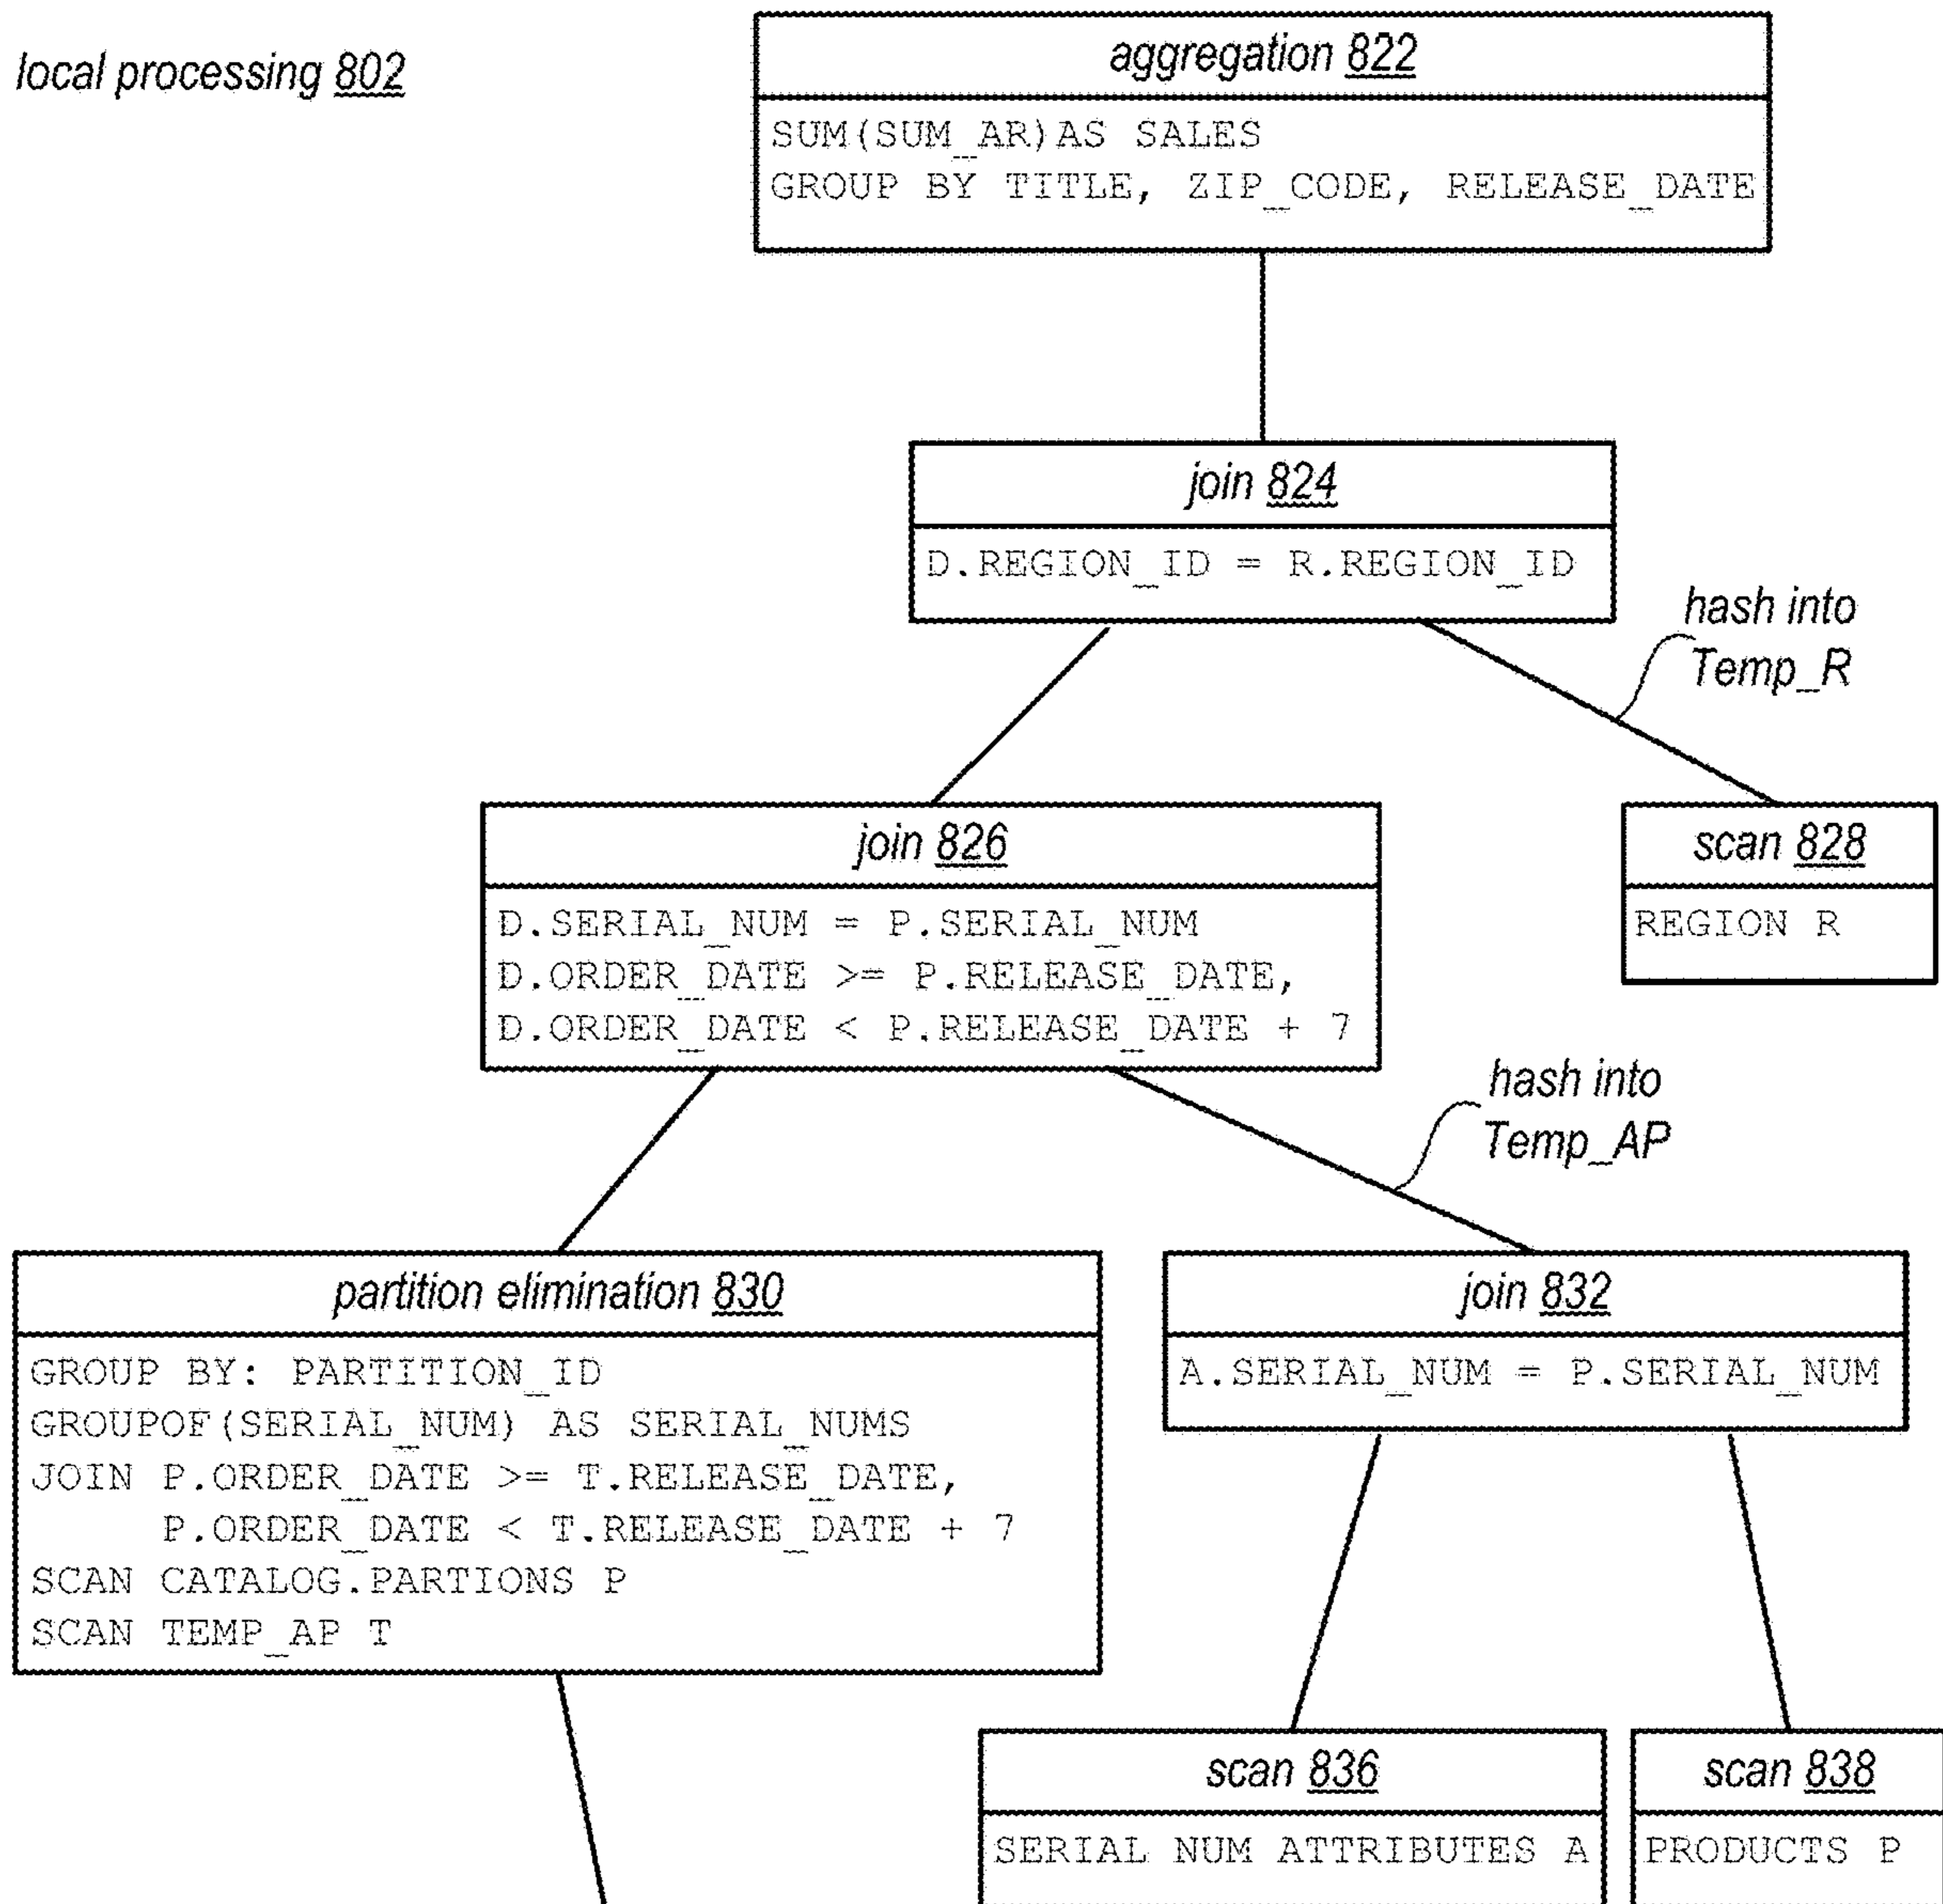 local processing 802
aggregation 822
SUM(SUM_AR)AS SALES
GROUP BY TITLE, ZIP_CODE, RELEASE_DATE
join 824
D.REGION_ID = R.REGION_ID
hash into
Temp_R
join 826
D.SERIAL_NUM = P.SERIAL_NUM
D.ORDER_DATE >= P.RELEASE_DATE,
D.ORDER_DATE < P.RELEASE_DATE + 7
scan 828
REGION R
hash into
Temp_AP
partition elimination 830
GROUP BY: PARTITION_ID
GROUPOF(SERIAL_NUM) AS SERIAL_NUMS
JOIN P.ORDER_DATE >= T.RELEASE_DATE,
P.ORDER_DATE < T.RELEASE_DATE + 7
SCAN CATALOG.PARTIONS P
SCAN TEMP_AP T
join 832
A.SERIAL_NUM = P.SERIAL_NUM
scan 836
SERIAL NUM ATTRIBUTES A
scan 838
PRODUCTS P